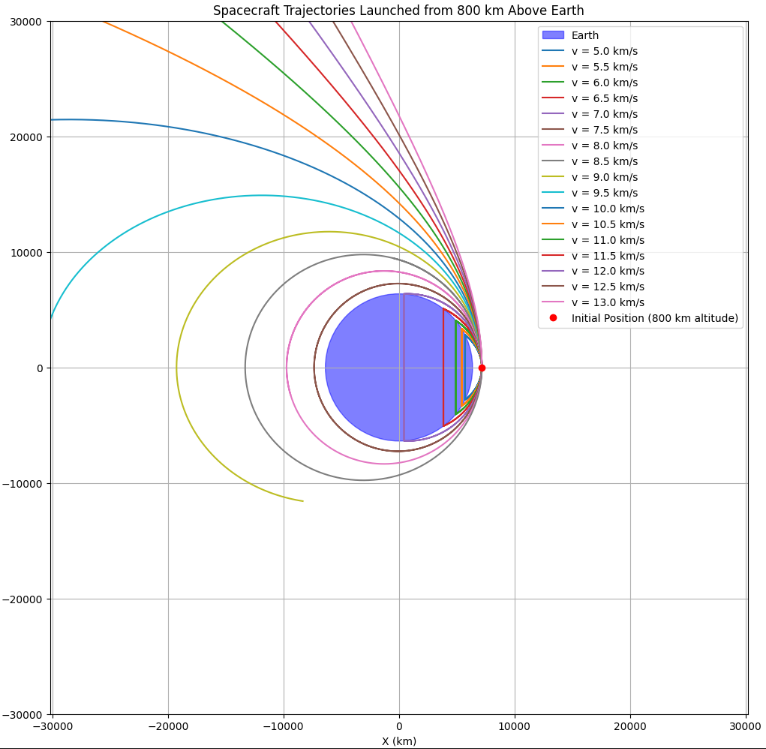 Spacecraft Trajectories Launched from 800 km Above Earth
30000
20000
10000
0
−10000
−20000
−30000
Earth
v = 5.0 km/s
v = 5.5 km/s
v = 6.0 km/s
v = 6.5 km/s
v = 7.0 km/s
v = 7.5 km/s
v = 8.0 km/s
v = 8.5 km/s
v = 9.0 km/s
v = 9.5 km/s
v = 10.0 km/s
v = 10.5 km/s
v = 11.0 km/s
v = 11.5 km/s
v = 12.0 km/s
v = 12.5 km/s
v = 13.0 km/s
Initial Position (800 km altitude)
−30000 −20000 −10000 0 10000 20000 30000
X (km)